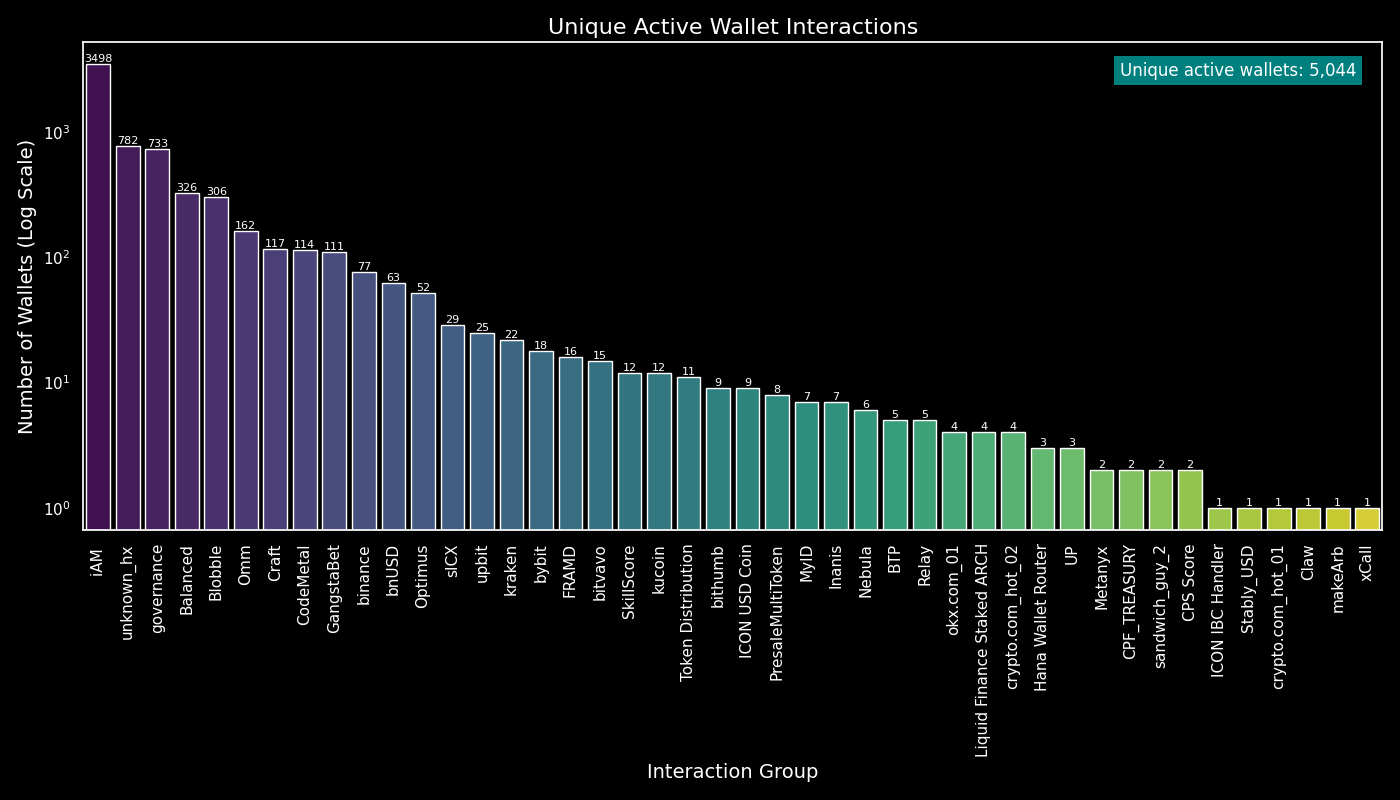 Unique Active Wallet Interactions
Unique active wallets: 5,044
Number of Wallets (Log Scale)
10³
10²
10¹
10⁰
3498
782
733
326
306
162
117
114
111
77
63
52
29
25
22
18
16
15
12
12
11
9
9
8
7
7
6
5
5
4
4
4
3
3
2
2
2
2
1
1
1
1
1
1
iAM
unknown_hx
governance
Balanced
Blobble
Omm
Craft
CodeMetal
GangstaBet
binance
bnUSD
Optimus
sICX
upbit
kraken
bybit
FRAMD
bitvavo
SkillScore
kucoin
Token Distribution
bithumb
ICON USD Coin
PresaleMultiToken
MyID
Inanis
Nebula
BTP
Relay
okx.com_01
Liquid Finance Staked ARCH
crypto.com_hot_02
Hana Wallet Router
UP
Metanyx
CPF_TREASURY
sandwich_guy_2
CPS Score
ICON IBC Handler
Stably_USD
crypto.com_hot_01
Claw
makeArb
xCall
Interaction Group